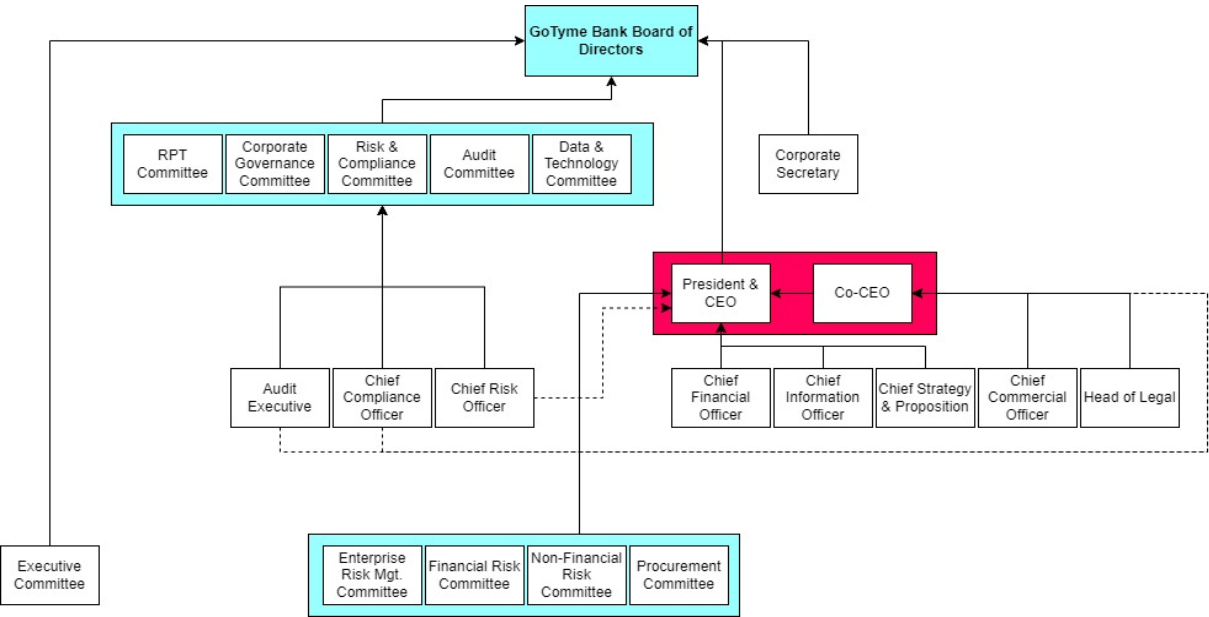 GoTyme Bank Board of
Directors
RPT
Committee
Corporate
Governance
Committee
Risk &
Compliance
Committee
Audit
Committee
Data &
Technology
Committee
Corporate
Secretary
President &
CEO
Co-CEO
Audit
Executive
Chief
Compliance
Officer
Chief Risk
Officer
Chief
Financial
Officer
Chief
Information
Officer
Chief Strategy
& Proposition
Chief
Commercial
Officer
Head of Legal
Executive
Committee
Enterprise
Risk Mgt.
Committee
Financial Risk
Committee
Non-Financial
Risk
Committee
Procurement
Committee